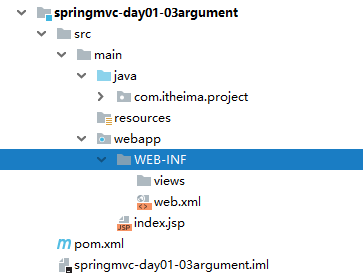 springmvc-day01-03argument
src
main
java
com.itheima.project
resources
webapp
WEB-INF
views
web.xml
index.jsp
pom.xml
springmvc-day01-03argument.iml